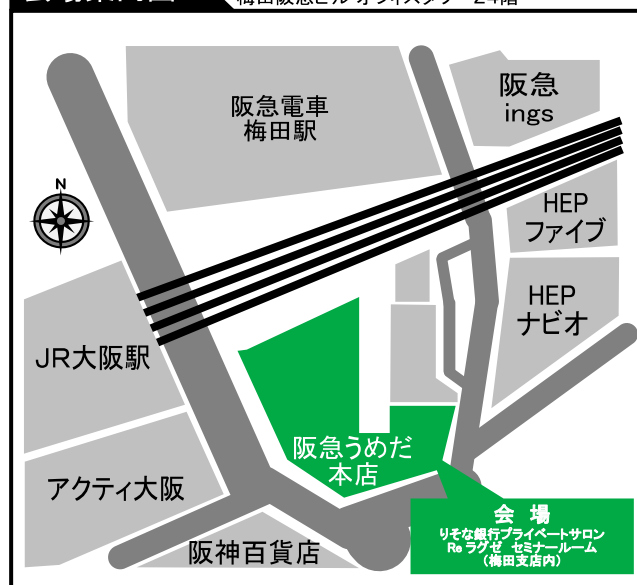 梅田阪急ビル オフィスタワー 24階
阪急電車
梅田駅
阪急
ings
N
HEP
ファイブ
HEP
ナビオ
JR大阪駅
阪急うめだ
本店
アクティ大阪
阪神百貨店
会場
りそな銀行プライベートサロン
Re ラグゼ セミナールーム
(梅田支店内)